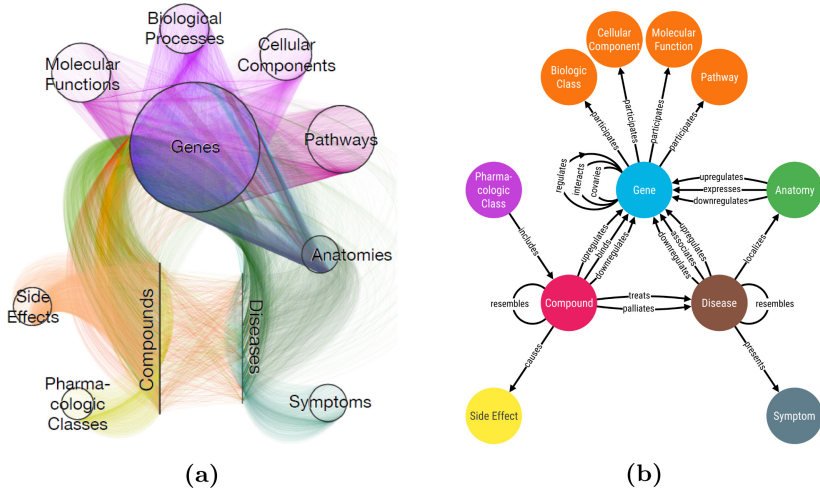 Biological
Processes
Molecular
Functions
Cellular
Components
Genes
Pathways
Anatomies
Side
Effects
Compounds
Diseases
Pharma-
cologic
Classes
Symptoms
(a)
Cellular
Component
Molecular
Function
Biologic
Class
Pathway
participates
participates
participates
participates
regulates
interacts
covaries
Pharma-
cologic
Class
Gene
upregulates
expresses
downregulates
Anatomy
includes
upregulates
binds
downregulates
upregulates
associates
downregulates
localizes
resembles
Compound
treats
palliates
Disease
resembles
causes
presents
Side Effect
Symptom
(b)